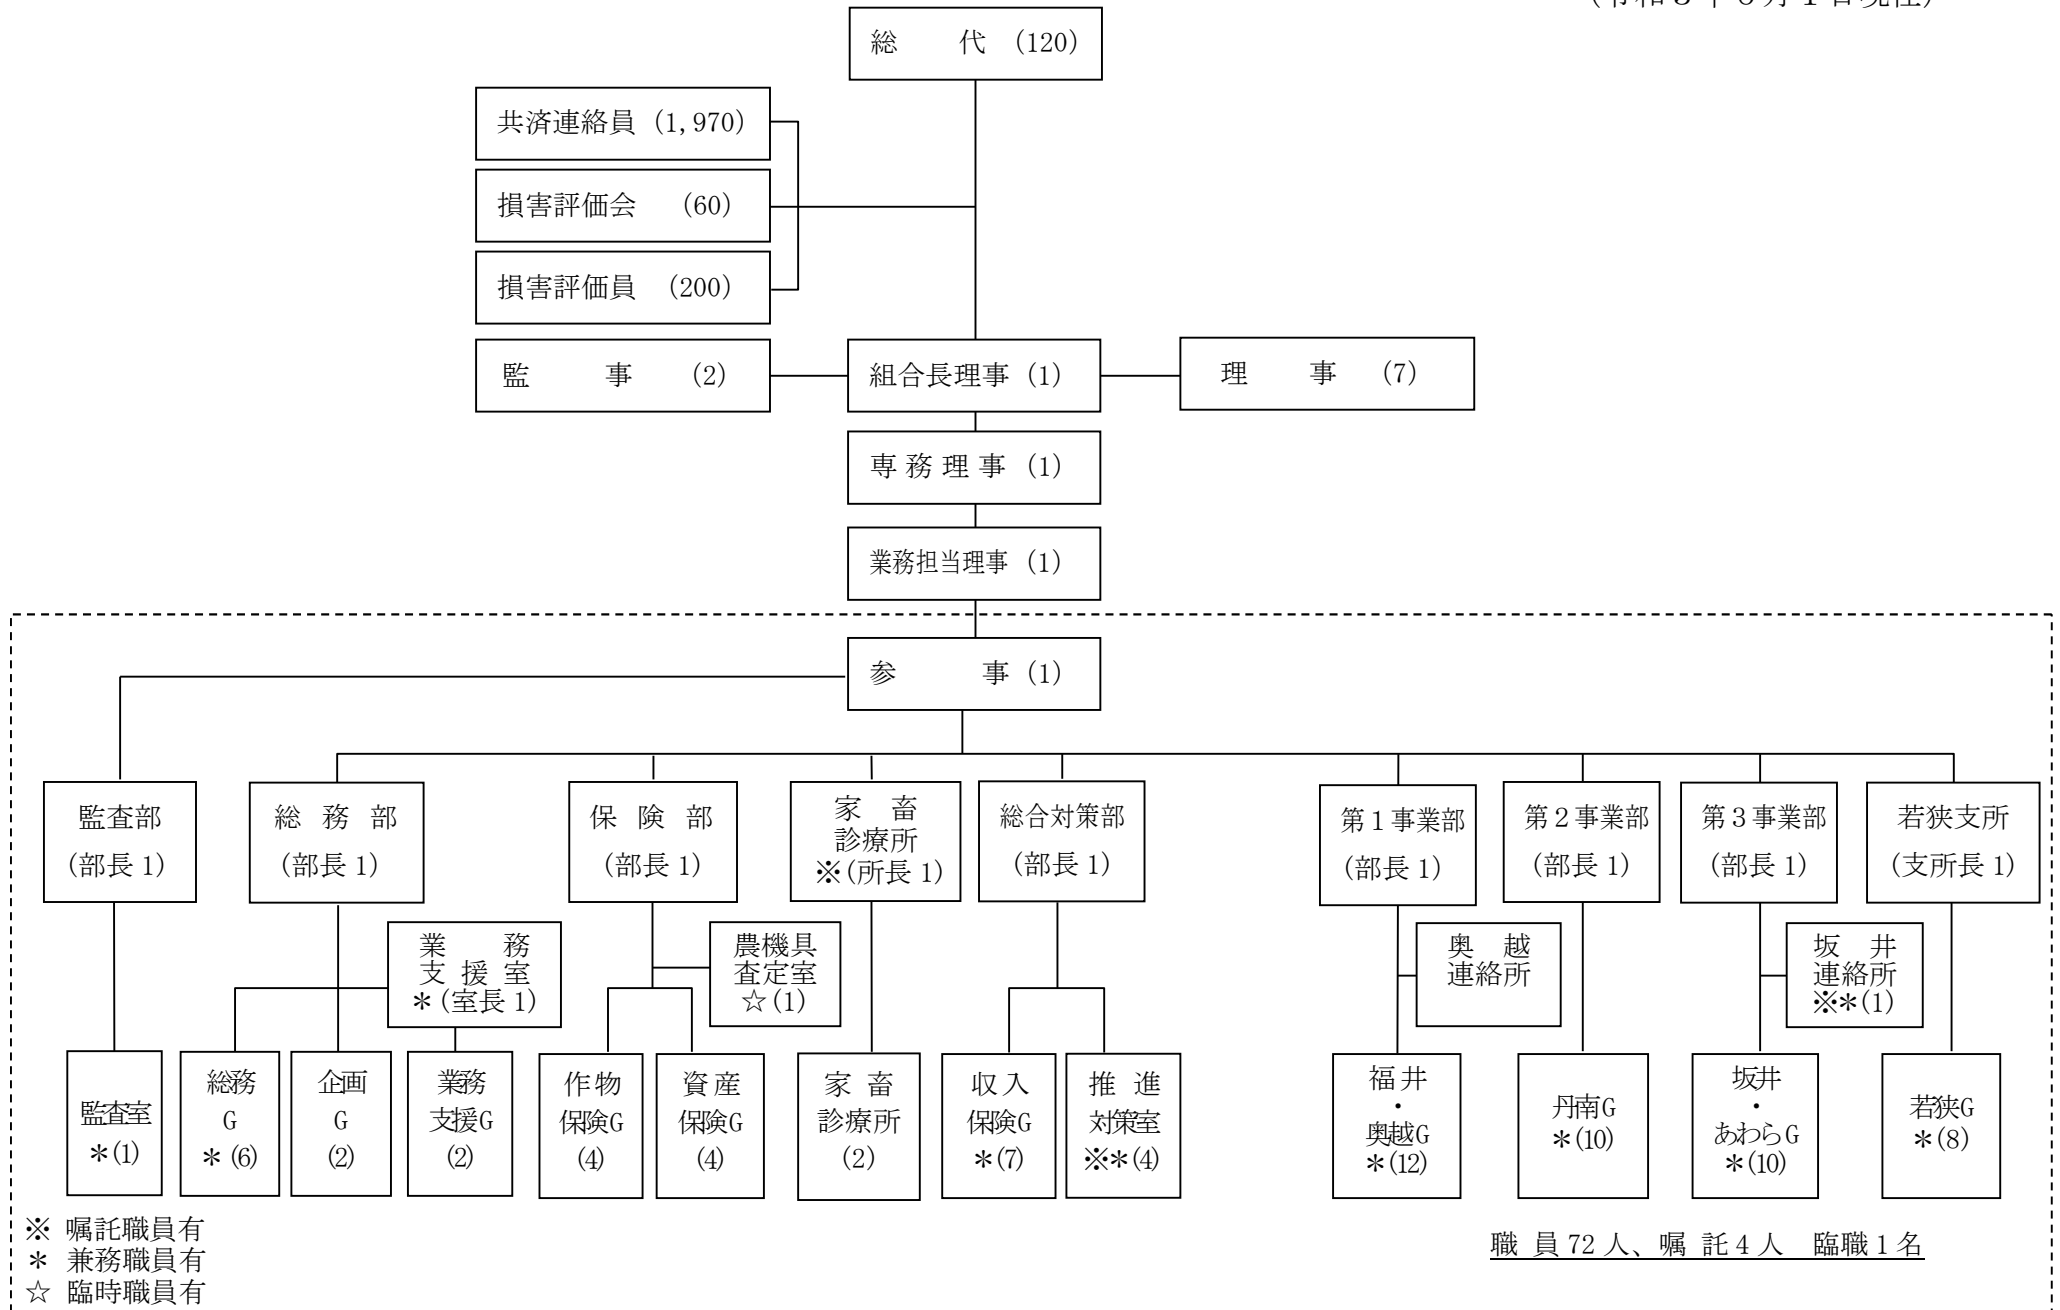 総　代 (120)
共済連絡員 (1,970)
損害評価会 (60)
損害評価員 (200)
監　事 (2)
組合長理事 (1)
理　事 (7)
専務理事 (1)
業務担当理事 (1)
参　事 (1)
監査部
(部長 1)
総務部
(部長 1)
保険部
(部長 1)
家畜
診療所
※(所長 1)
総合対策部
(部長 1)
第１事業部
(部長 1)
第２事業部
(部長 1)
第３事業部
(部長 1)
若狭支所
(支所長 1)
業務
支援室
＊(室長 1)
農機具
査定室
☆(1)
奥越
連絡所
坂井
連絡所
※＊(1)
監査室
＊(1)
総務
G
＊(6)
企画
G
(2)
業務
支援G
(2)
作物
保険G
(4)
資産
保険G
(4)
家畜
診療所
(2)
収入
保険G
＊(7)
推進
対策室
※＊(4)
福井
・
奥越G
＊(12)
丹南G
＊(10)
坂井
・
あわらG
＊(10)
若狭G
＊(8)
※ 嘱託職員有
＊ 兼務職員有
☆ 臨時職員有
職 員 72 人、嘱 託 4 人　臨職 1 名